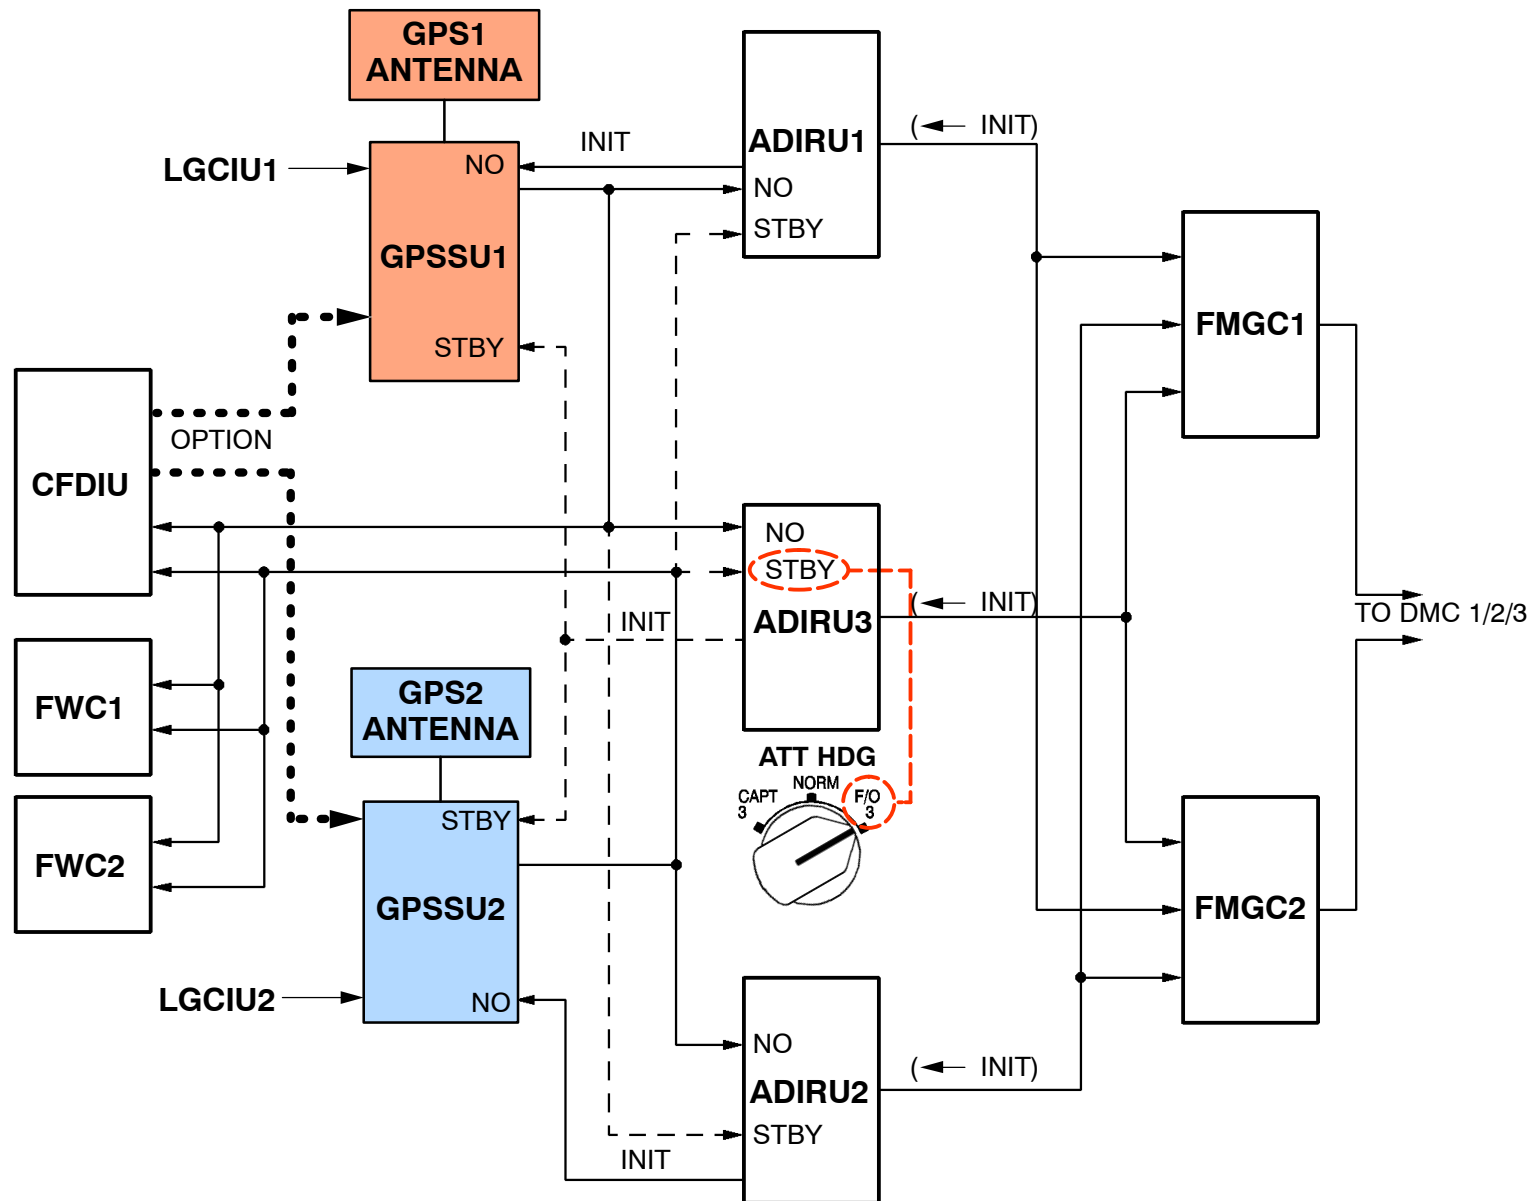 GPS1
ANTENNA
LGCIU1
NO
GPSSU1
STBY
INIT
ADIRU1
NO
STBY
( INIT)
FMGC1
OPTION
CFDIU
NO
STBY
ADIRU3
INIT
( INIT)
TO DMC 1/2/3
FWC1
FWC2
GPS2
ANTENNA
STBY
GPSSU2
NO
LGCIU2
ATT HDG
NORM
CAPT
3
F/O
3
FMGC2
NO
ADIRU2
STBY
INIT
( INIT)